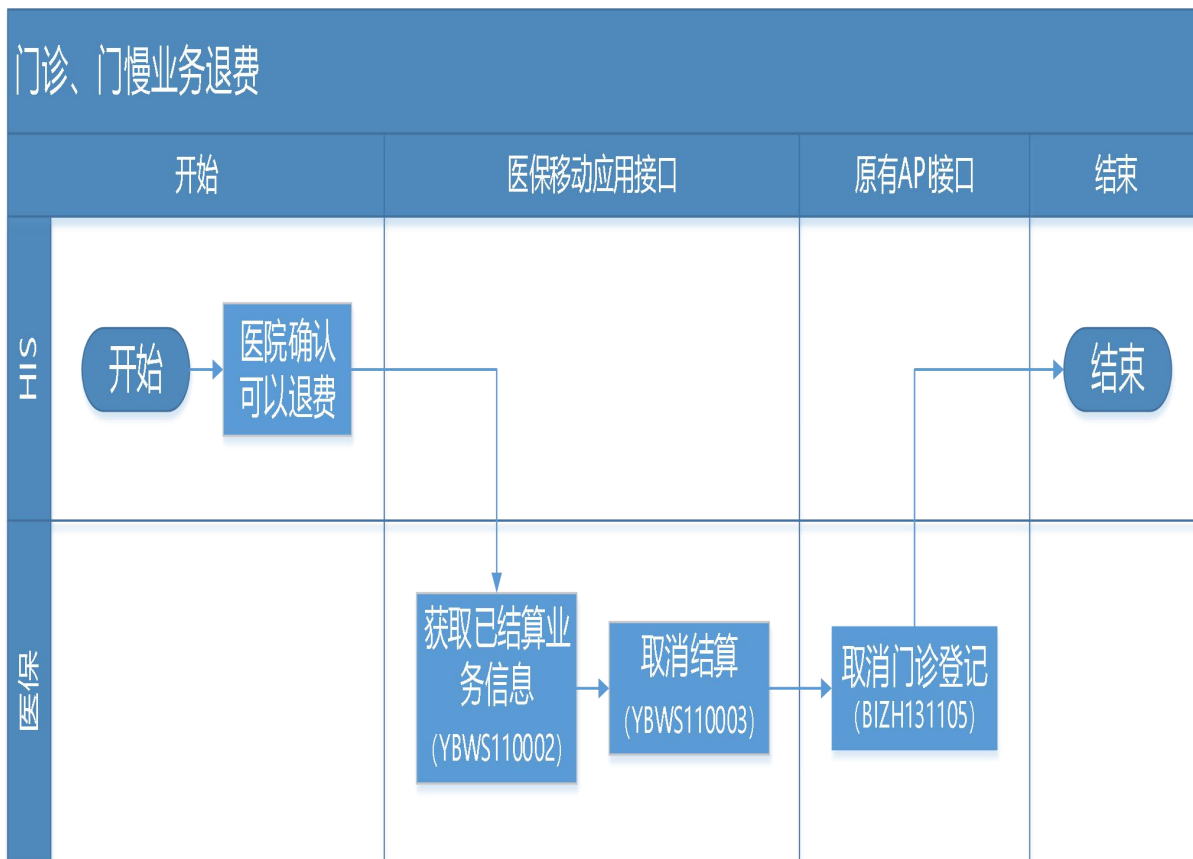 门诊、门慢业务退费
开始
医保移动应用接口
原有API接口
结束
HIS
开始
医院确认
可以退费
结束
医保
获取已结算业
务信息
(YBWS110002)
取消结算
(YBWS110003)
取消门诊登记
(BIZH131105)